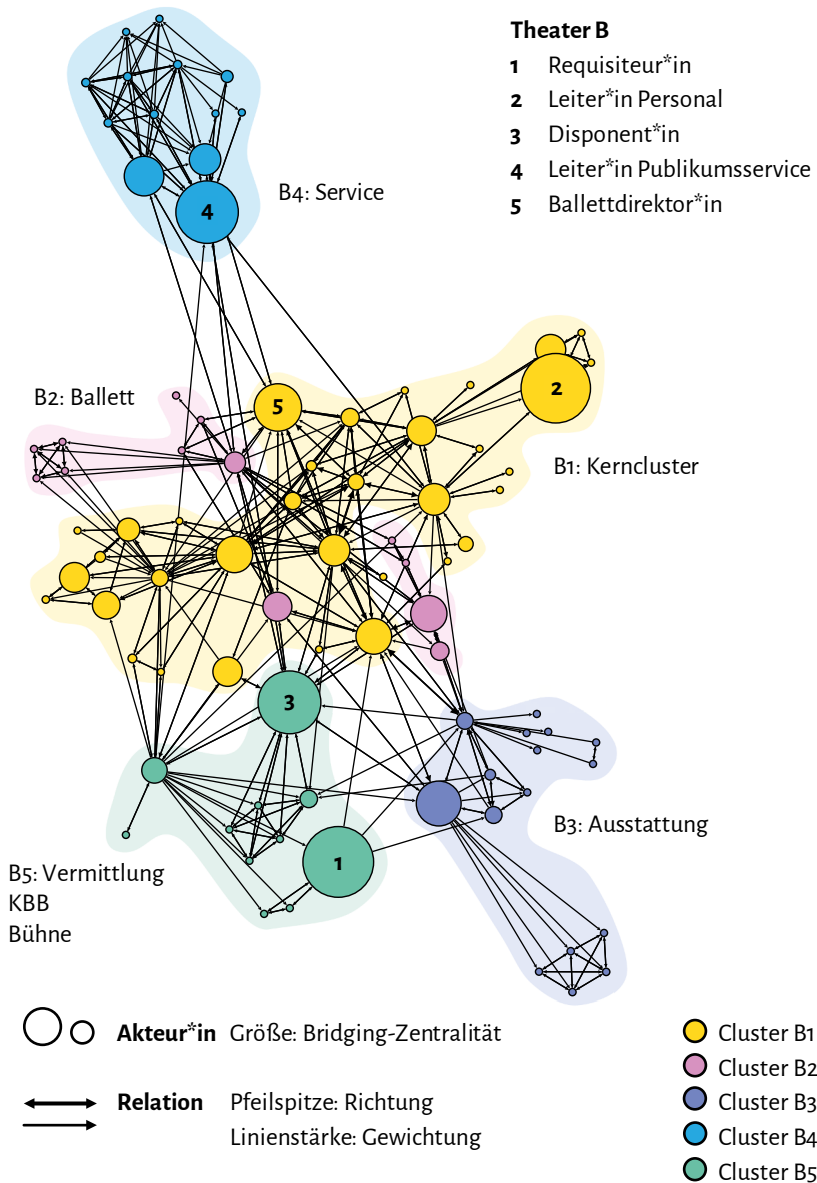 Theater B
1 Requisiteur*in
2 Leiter*in Personal
3 Disponent*in
4 Leiter*in Publikumsservice
5 Ballettdirektor*in
B4: Service
4
B2: Ballett
5
2
B1: Kerncluster
3
B3: Ausstattung
1
B5: Vermittlung
KBB
Bühne
Akteur*in Größe: Bridging-Zentralität
Relation Pfeilspitze: Richtung
Linienstärke: Gewichtung
Cluster B1
Cluster B2
Cluster B3
Cluster B4
Cluster B5